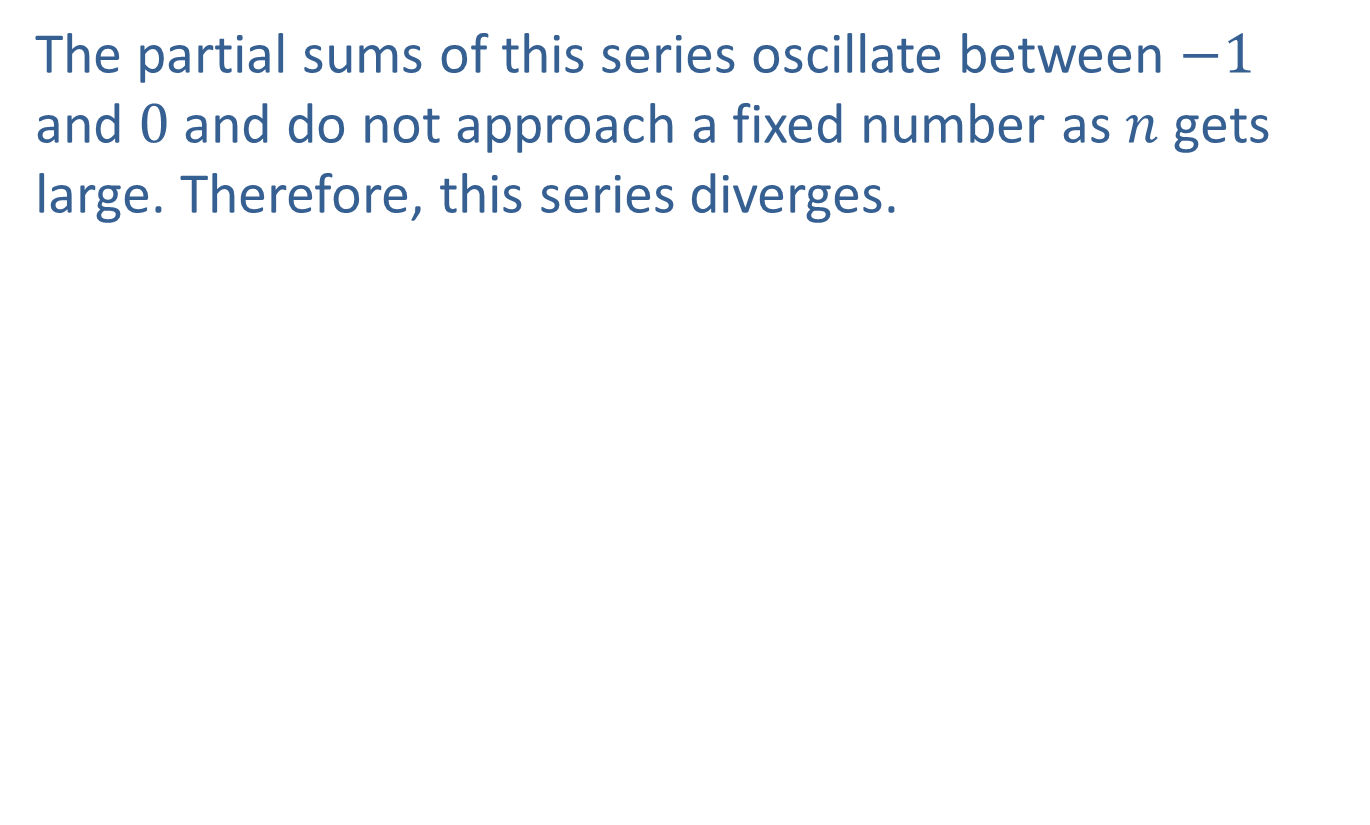 The partial sums of this series oscillate between −1
and 0 and do not approach a fixed number as n gets
large. Therefore, this series diverges.